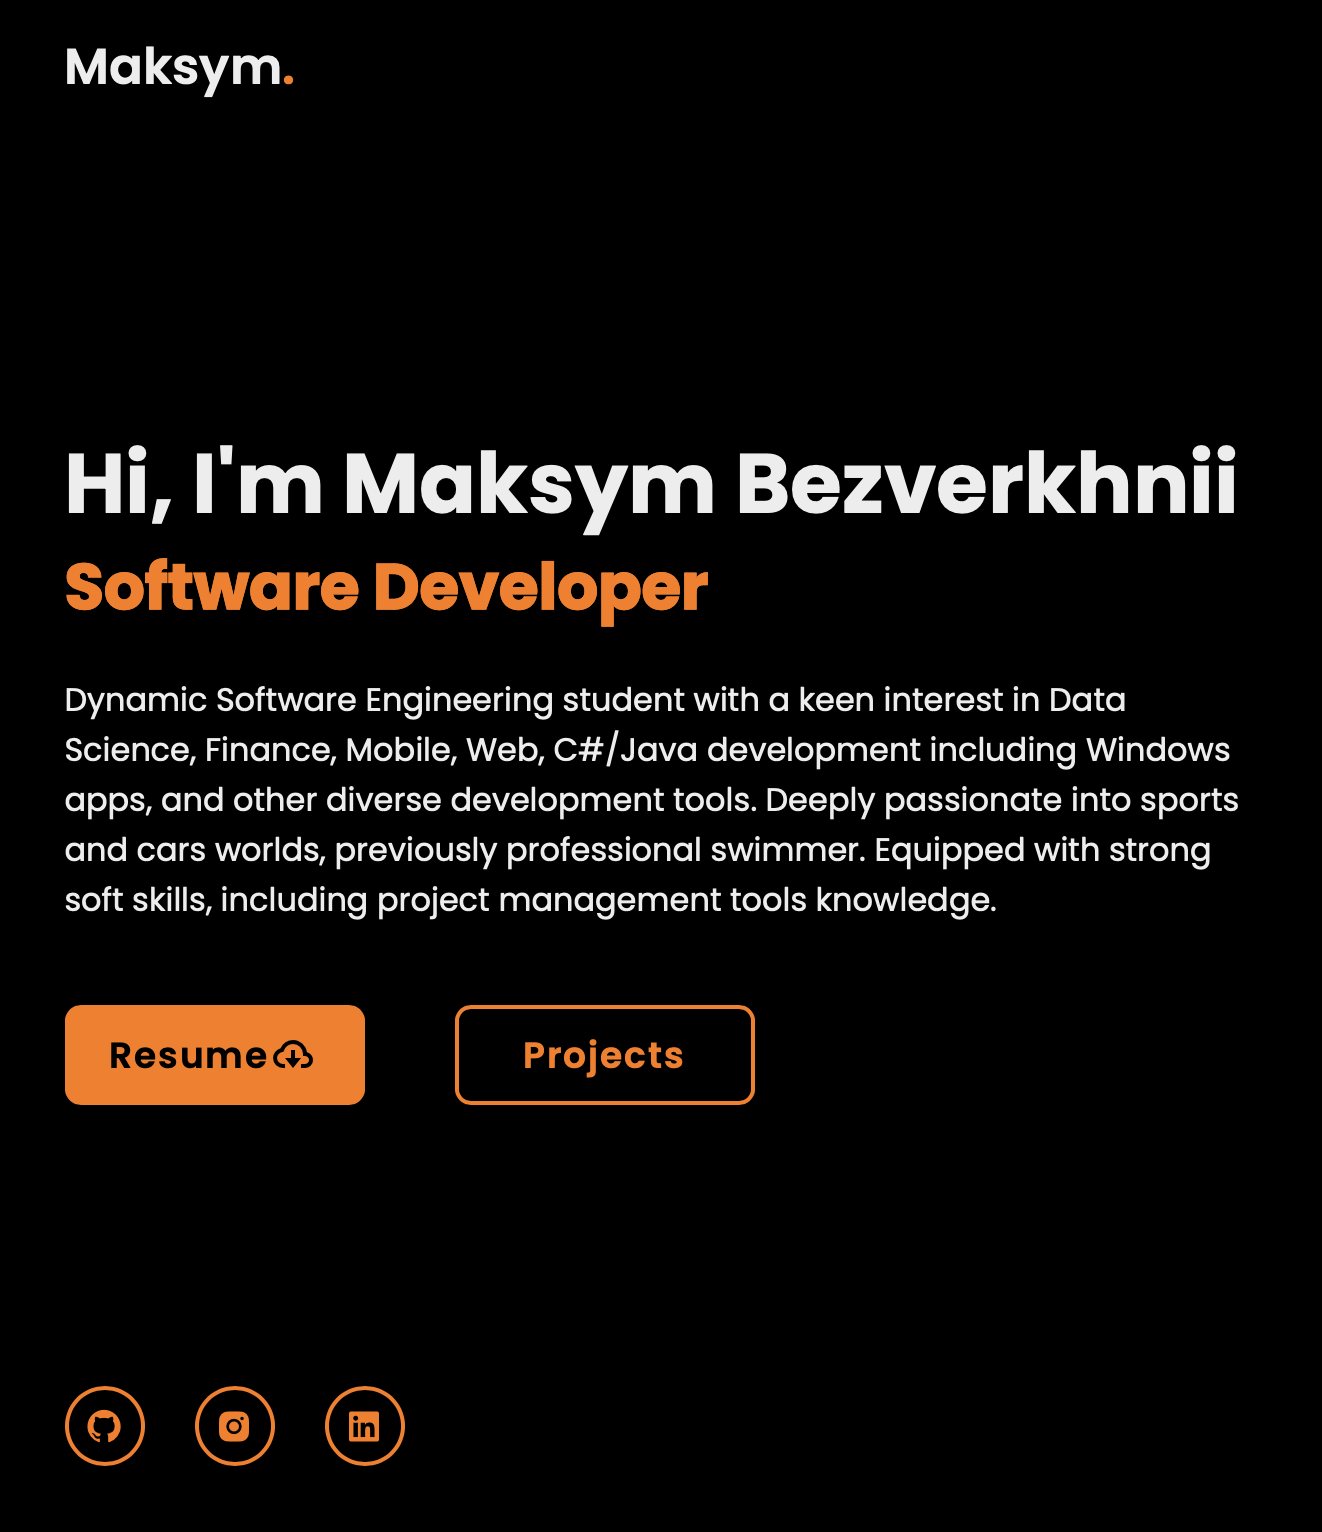 Maksym.
Hi, I'm Maksym Bezverkhnii
Software Developer
Dynamic Software Engineering student with a keen interest in Data
Science, Finance, Mobile, Web, C#/Java development including Windows
apps, and other diverse development tools. Deeply passionate into sports
and cars worlds, previously professional swimmer. Equipped with strong
soft skills, including project management tools knowledge.
Resume
Projects
in